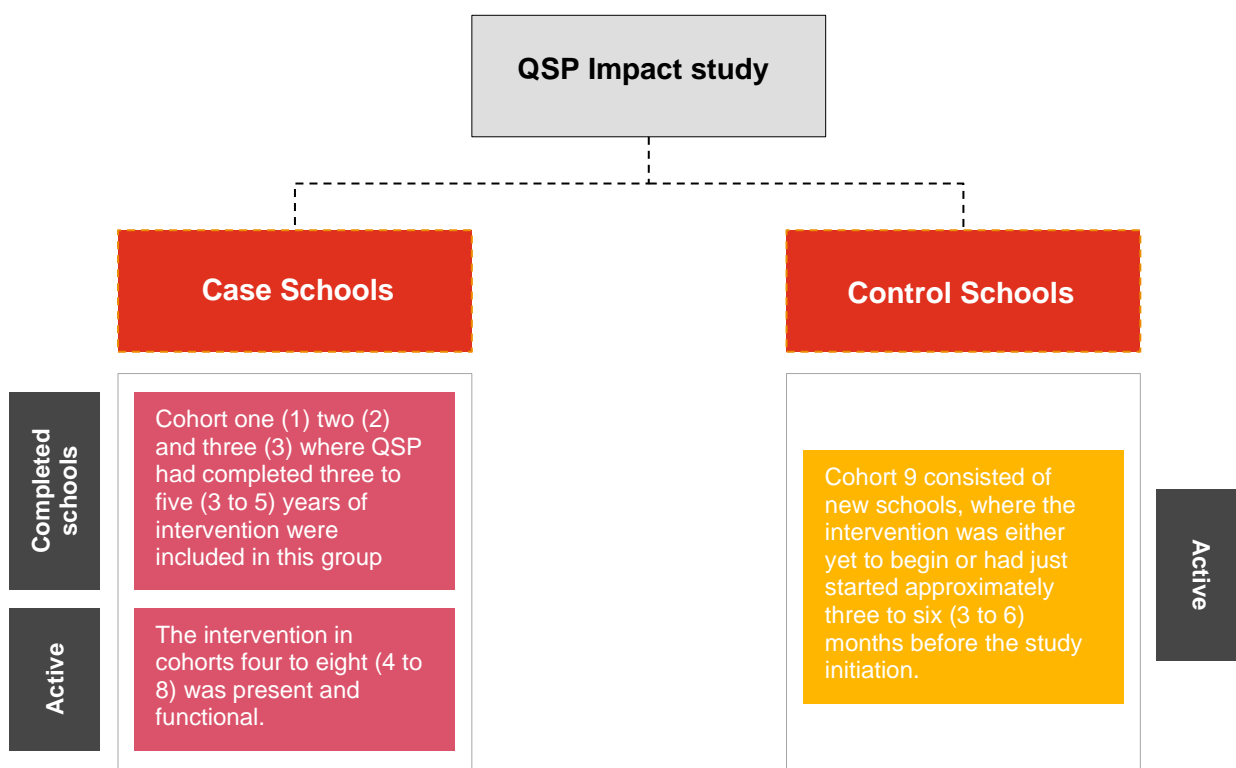 QSP Impact study
Case Schools
Control Schools
Completed
schools
Cohort one (1) two (2)
and three (3) where QSP
had completed three to
five (3 to 5) years of
intervention were
included in this group
Active
The intervention in
cohorts four to eight (4 to
8) was present and
functional.
Cohort 9 consisted of
new schools, where the
intervention was either
yet to begin or had just
started approximately
three to six (3 to 6)
months before the study
initiation.
Active